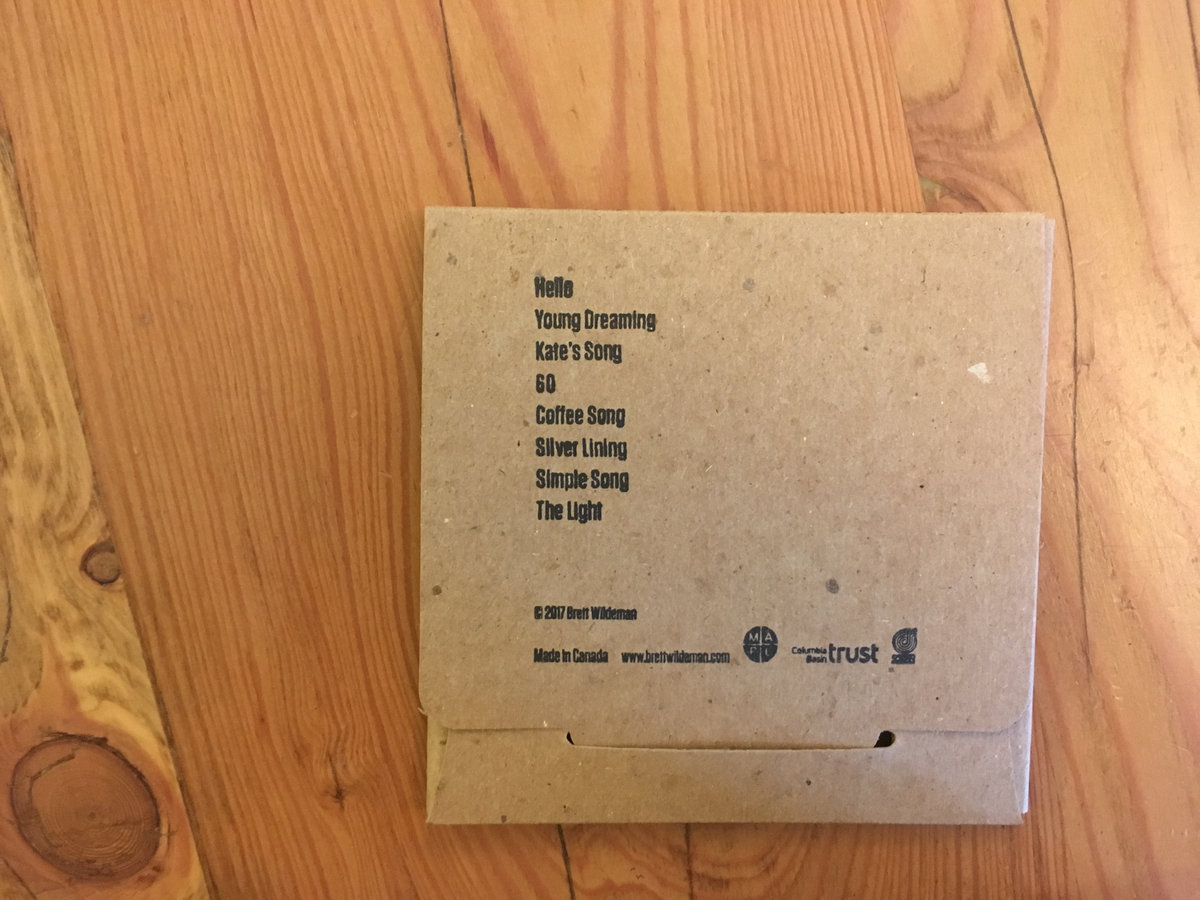 Hello
Young Dreaming
Kate's Song
60
Coffee Song
Silver Lining
Simple Song
The Light
© 2017 Brett Wildeman
Made in Canada www.brettwildeman.com MAPL Columbia Basin trust